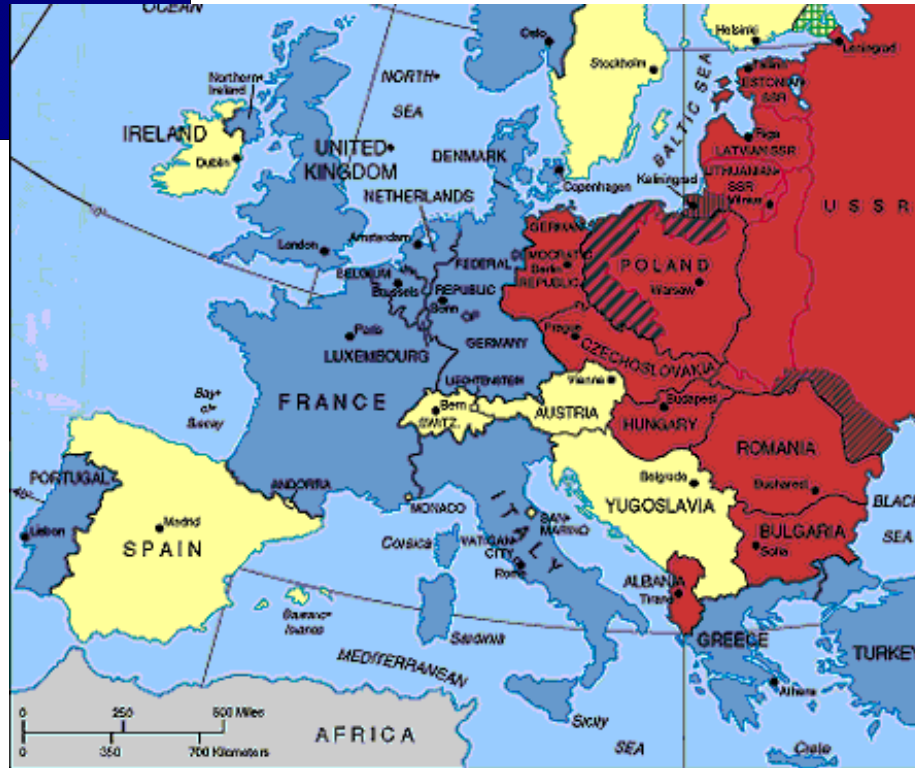 OCEAN
Oslo
Helsinki
Leningrad
Stockholm
Tallinn
ESTONIAN
SSR
Northern
Ireland
NORTH
SEA
BALTIC SEA
IRELAND
Dublin
UNITED
KINGDOM
DENMARK
Riga
LATVIAN SSR
LITHUANIAN
SSR
Vilnius
Kaliningrad
Copenhagen
USSR
NETHERLANDS
London
Amsterdam
GERMAN
DEMOCRATIC
Berlin
REPUBLIC
POLAND
Warsaw
BELGIUM
Brussels
FEDERAL
REPUBLIC
Bonn
OF
GERMANY
Paris
LUXEMBOURG
Prague
CZECHOSLOVAKIA
LIECHTENSTEIN
Vienna
Bay
of
Biscay
FRANCE
Bern
SWITZ.
AUSTRIA
Budapest
HUNGARY
ROMANIA
Bucharest
PORTUGAL
Lisbon
Madrid
SPAIN
ANDORRA
MONACO
ITALY
SAN
MARINO
Belgrade
YUGOSLAVIA
BULGARIA
Sofia
BLACK
SEA
Corsica
VATICAN
CITY
Rome
ALBANIA
Tirane
Balearic
Islands
Sardinia
GREECE
TURKEY
Athens
MEDITERRANEAN
SEA
Sicily
Crete
AFRICA
0 250 500 Miles
0 350 700 Kilometers